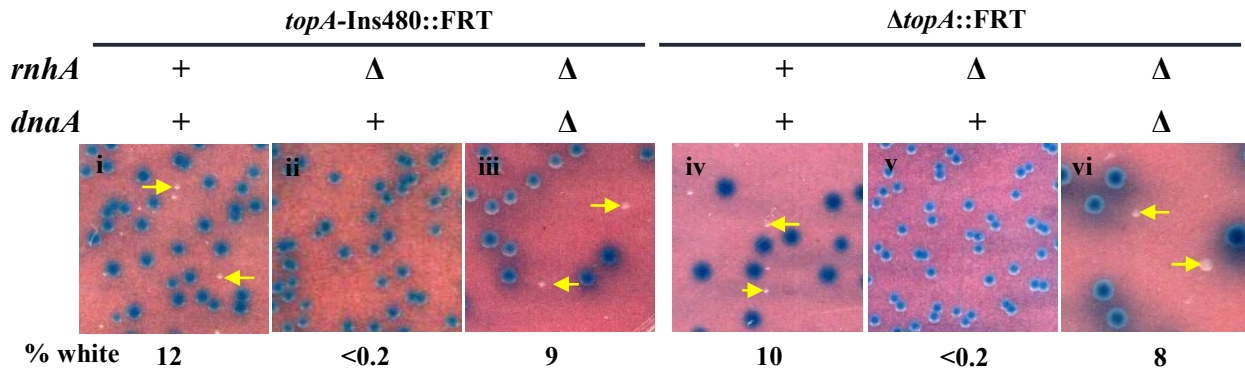 topA-Ins480::FRT ΔtopA::FRT
rnhA + Δ Δ + Δ Δ
dnaA + + Δ + + Δ
i ii iii iv v vi
% white 12 <0.2 9 10 <0.2 8